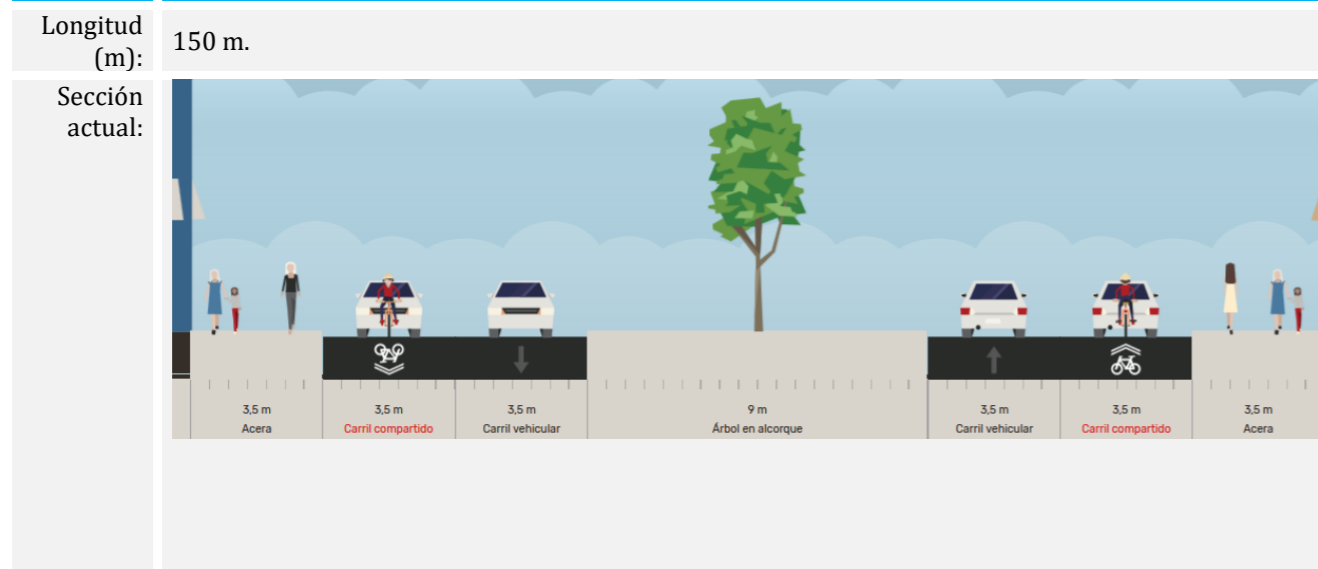 Longitud
(m):
150 m.
Sección
actual:
3,5 m
Acera
3,5 m
Carril compartido
3,5 m
Carril vehicular
9 m
Árbol en alcorque
3,5 m
Carril vehicular
3,5 m
Carril compartido
3,5 m
Acera